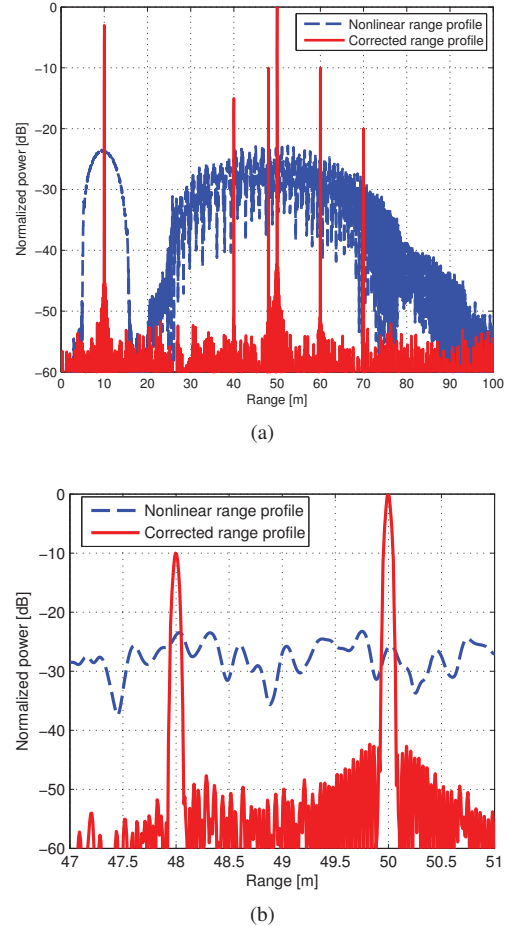 0
−10
−20
−30
−40
−50
−60
Normalized power [dB]
Nonlinear range profile
Corrected range profile
0 10 20 30 40 50 60 70 80 90 100
Range [m]
(a)
0
−10
−20
−30
−40
−50
−60
Normalized power [dB]
Nonlinear range profile
Corrected range profile
47 47.5 48 48.5 49 49.5 50 50.5 51
Range [m]
(b)